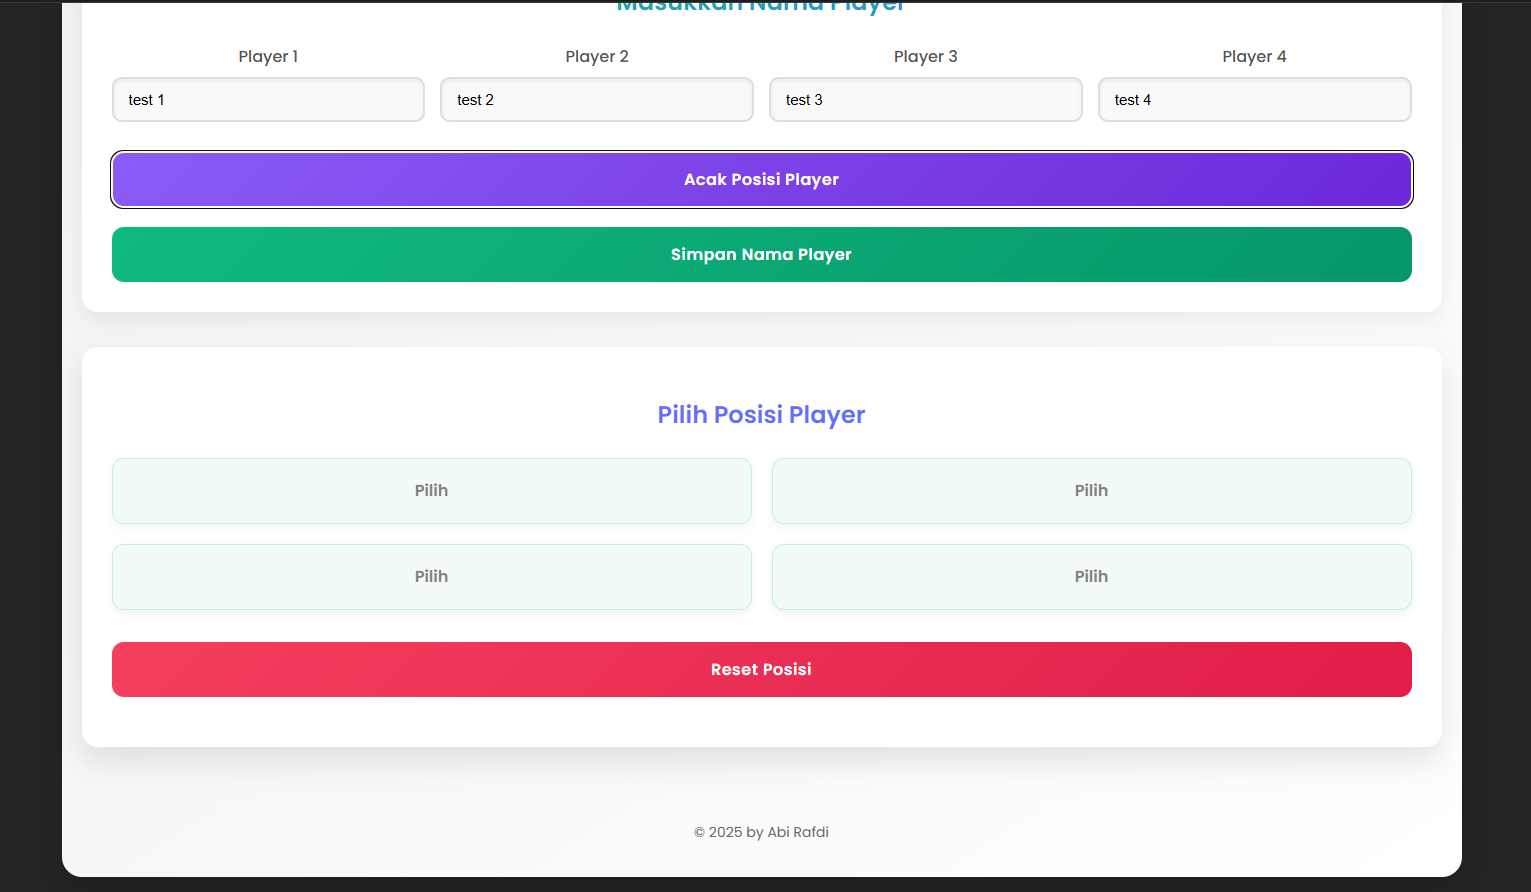 Masukkan Nama Player
Player 1 Player 2 Player 3 Player 4
test 1 test 2 test 3 test 4
Acak Posisi Player
Simpan Nama Player
Pilih Posisi Player
Pilih Pilih
Pilih Pilih
Reset Posisi
© 2025 by Abi Rafdi